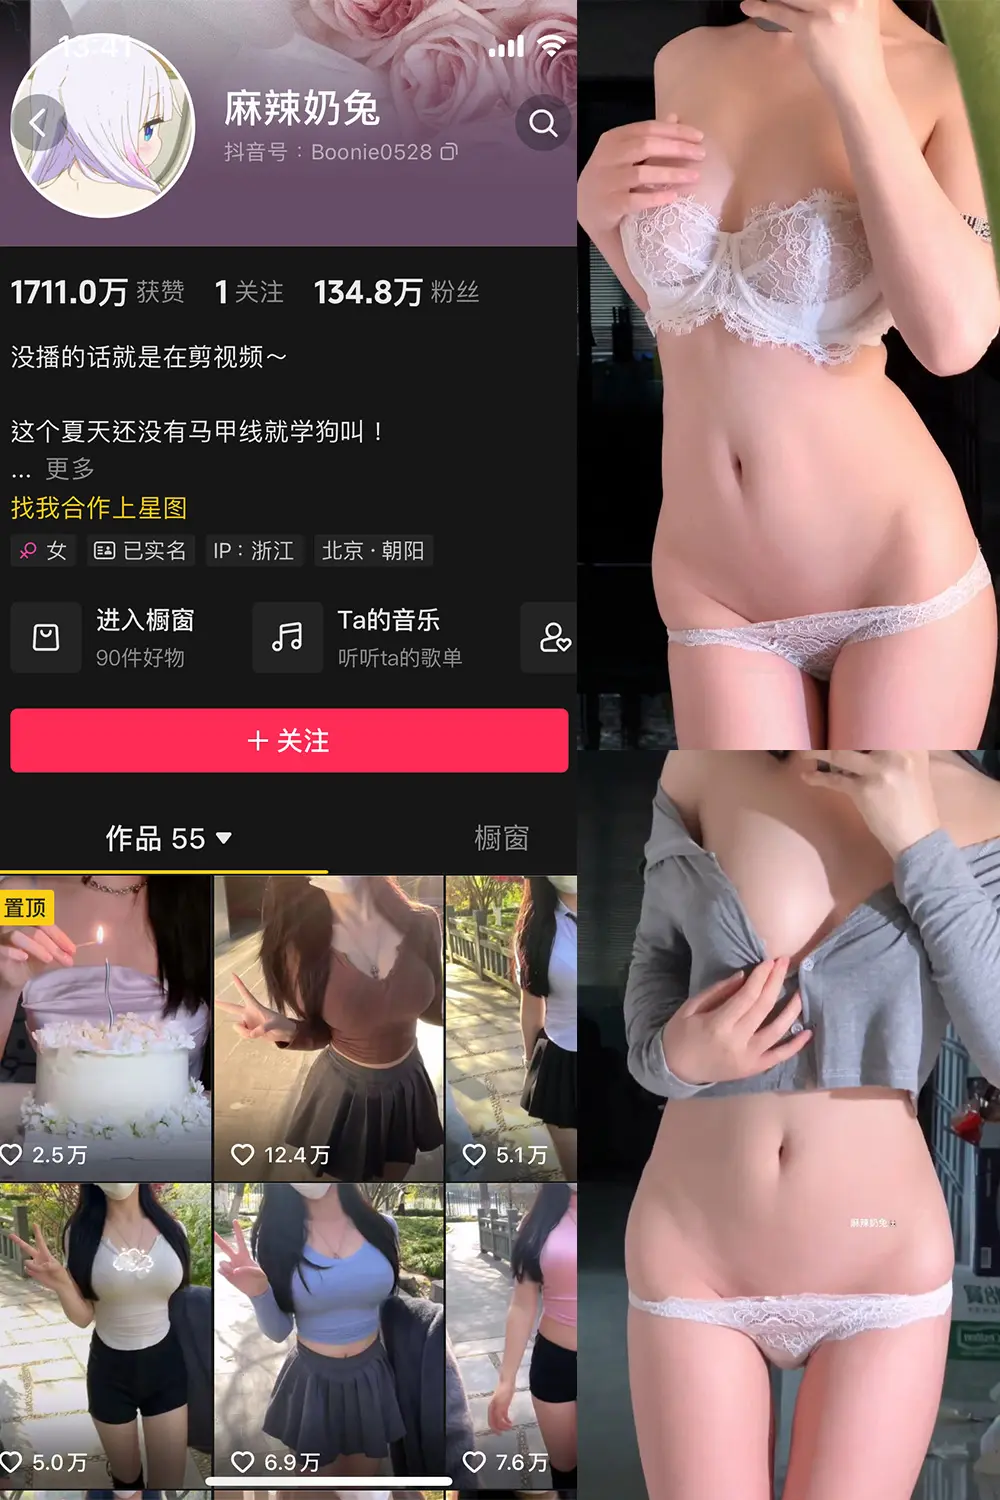 13:41
麻辣奶兔
抖音号：Boonie0528
1711.0万 获赞 1 关注 134.8万 粉丝
没播的话就是在剪视频～
这个夏天还没有马甲线就学狗叫！
... 更多
找我合作上星图
女 已实名 IP：浙江 北京·朝阳
进入橱窗
90件好物
Ta的音乐
听听ta的歌单
＋关注
作品 55 橱窗
置顶
2.5万 12.4万 5.1万
5.0万 6.9万 7.6万
麻辣奶兔